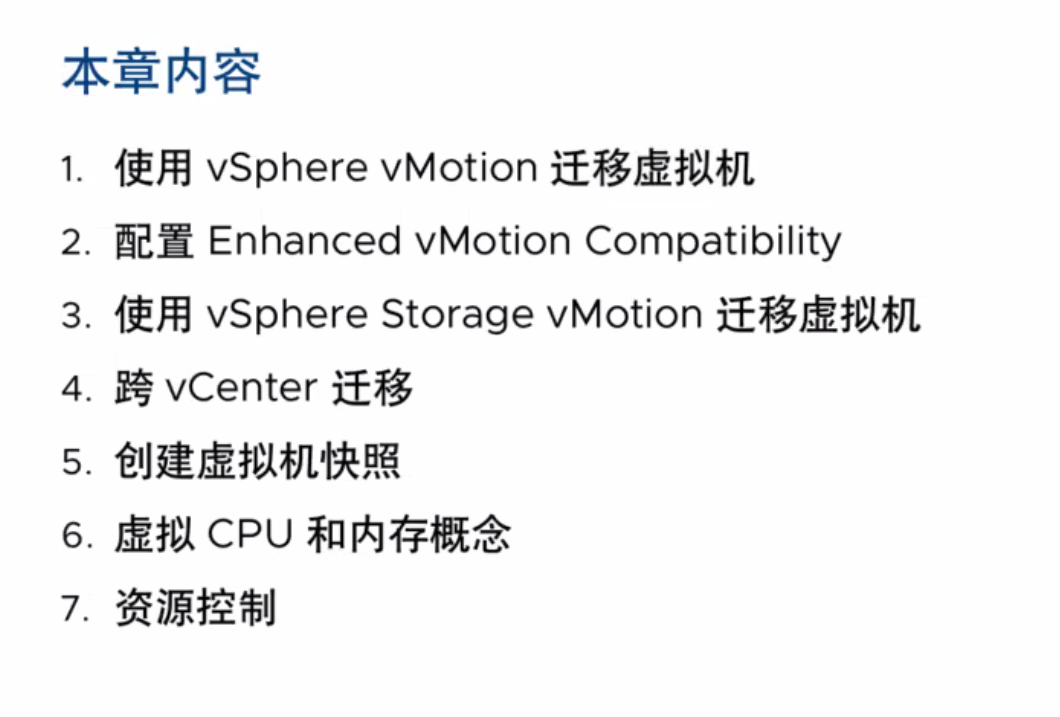 本章内容
1. 使用 vSphere vMotion 迁移虚拟机
2. 配置 Enhanced vMotion Compatibility
3. 使用 vSphere Storage vMotion 迁移虚拟机
4. 跨 vCenter 迁移
5. 创建虚拟机快照
6. 虚拟 CPU 和内存概念
7. 资源控制